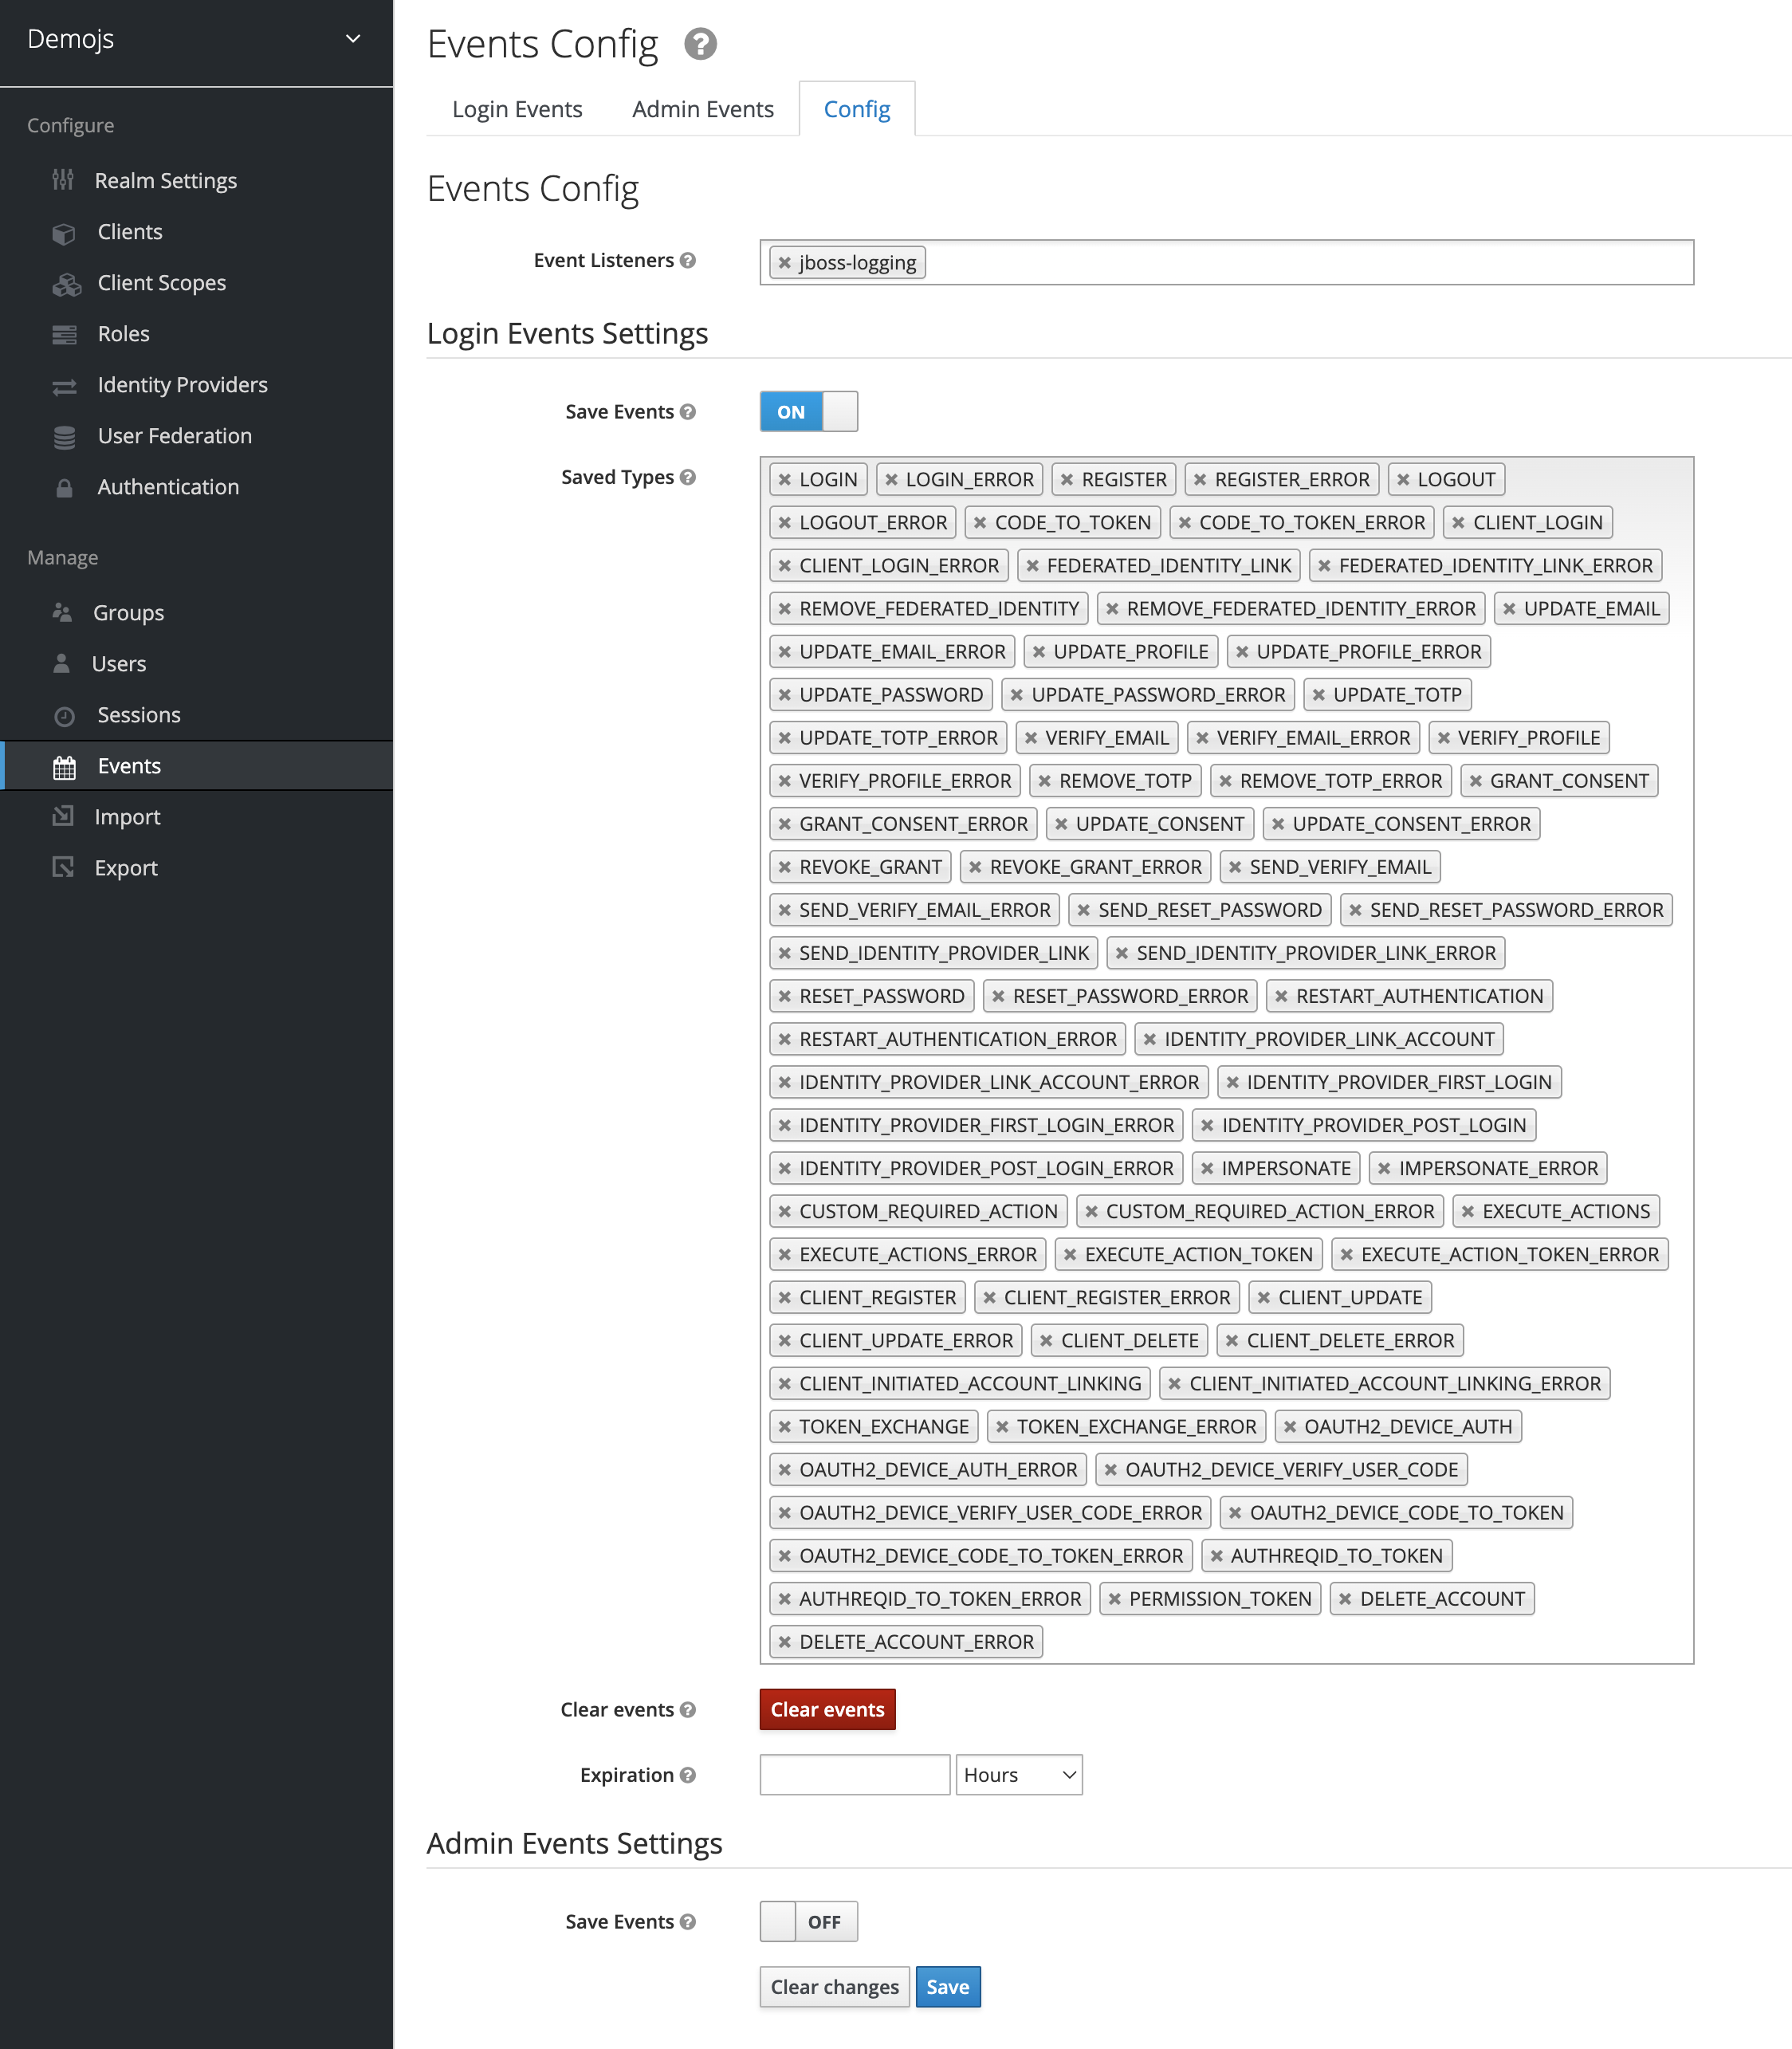 Demojs
Configure
Realm Settings
Clients
Client Scopes
Roles
Identity Providers
User Federation
Authentication
Manage
Groups
Users
Sessions
Events
Import
Export
Events Config
Login Events Admin Events Config
Events Config
Event Listeners jboss-logging
Login Events Settings
Save Events ON
Saved Types LOGIN LOGIN_ERROR REGISTER REGISTER_ERROR LOGOUT
LOGOUT_ERROR CODE_TO_TOKEN CODE_TO_TOKEN_ERROR CLIENT_LOGIN
CLIENT_LOGIN_ERROR FEDERATED_IDENTITY_LINK FEDERATED_IDENTITY_LINK_ERROR
REMOVE_FEDERATED_IDENTITY REMOVE_FEDERATED_IDENTITY_ERROR UPDATE_EMAIL
UPDATE_EMAIL_ERROR UPDATE_PROFILE UPDATE_PROFILE_ERROR
UPDATE_PASSWORD UPDATE_PASSWORD_ERROR UPDATE_TOTP
UPDATE_TOTP_ERROR VERIFY_EMAIL VERIFY_EMAIL_ERROR VERIFY_PROFILE
VERIFY_PROFILE_ERROR REMOVE_TOTP REMOVE_TOTP_ERROR GRANT_CONSENT
GRANT_CONSENT_ERROR UPDATE_CONSENT UPDATE_CONSENT_ERROR
REVOKE_GRANT REVOKE_GRANT_ERROR SEND_VERIFY_EMAIL
SEND_VERIFY_EMAIL_ERROR SEND_RESET_PASSWORD SEND_RESET_PASSWORD_ERROR
SEND_IDENTITY_PROVIDER_LINK SEND_IDENTITY_PROVIDER_LINK_ERROR
RESET_PASSWORD RESET_PASSWORD_ERROR RESTART_AUTHENTICATION
RESTART_AUTHENTICATION_ERROR IDENTITY_PROVIDER_LINK_ACCOUNT
IDENTITY_PROVIDER_LINK_ACCOUNT_ERROR IDENTITY_PROVIDER_FIRST_LOGIN
IDENTITY_PROVIDER_FIRST_LOGIN_ERROR IDENTITY_PROVIDER_POST_LOGIN
IDENTITY_PROVIDER_POST_LOGIN_ERROR IMPERSONATE IMPERSONATE_ERROR
CUSTOM_REQUIRED_ACTION CUSTOM_REQUIRED_ACTION_ERROR EXECUTE_ACTIONS
EXECUTE_ACTIONS_ERROR EXECUTE_ACTION_TOKEN EXECUTE_ACTION_TOKEN_ERROR
CLIENT_REGISTER CLIENT_REGISTER_ERROR CLIENT_UPDATE
CLIENT_UPDATE_ERROR CLIENT_DELETE CLIENT_DELETE_ERROR
CLIENT_INITIATED_ACCOUNT_LINKING CLIENT_INITIATED_ACCOUNT_LINKING_ERROR
TOKEN_EXCHANGE TOKEN_EXCHANGE_ERROR OAUTH2_DEVICE_AUTH
OAUTH2_DEVICE_AUTH_ERROR OAUTH2_DEVICE_VERIFY_USER_CODE
OAUTH2_DEVICE_VERIFY_USER_CODE_ERROR OAUTH2_DEVICE_CODE_TO_TOKEN
OAUTH2_DEVICE_CODE_TO_TOKEN_ERROR AUTHREQID_TO_TOKEN
AUTHREQID_TO_TOKEN_ERROR PERMISSION_TOKEN DELETE_ACCOUNT
DELETE_ACCOUNT_ERROR
Clear events Clear events
Expiration Hours
Admin Events Settings
Save Events OFF
Clear changes Save